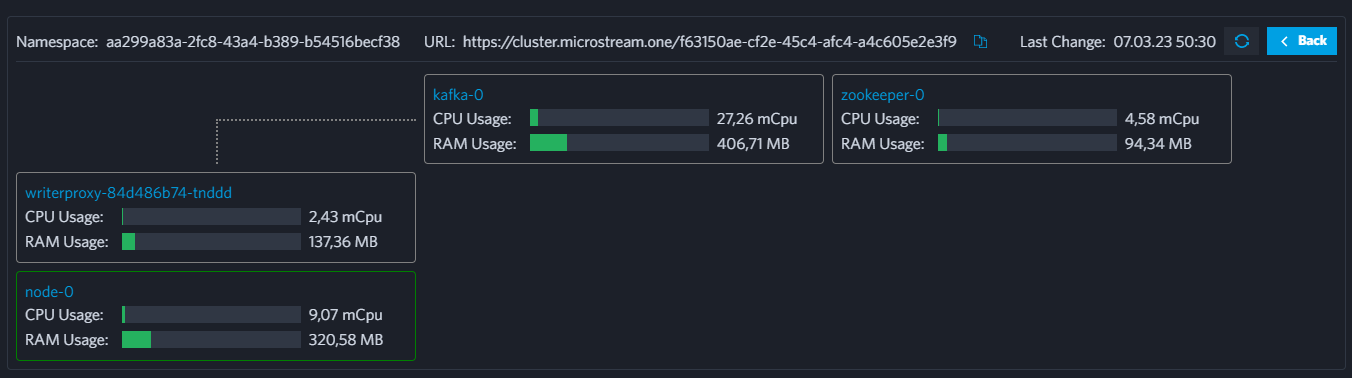 Namespace: aa299a83a-2fc8-43a4-b389-b54516becf38 URL: https://cluster.microstream.one/f63150ae-cf2e-45c4-afc4-a4c605e2e3f9 Last Change: 07.03.23 50:30 Back
kafka-0
CPU Usage: 27,26 mCpu
RAM Usage: 406,71 MB
zookeeper-0
CPU Usage: 4,58 mCpu
RAM Usage: 94,34 MB
writerproxy-84d486b74-tnddd
CPU Usage: 2,43 mCpu
RAM Usage: 137,36 MB
node-0
CPU Usage: 9,07 mCpu
RAM Usage: 320,58 MB